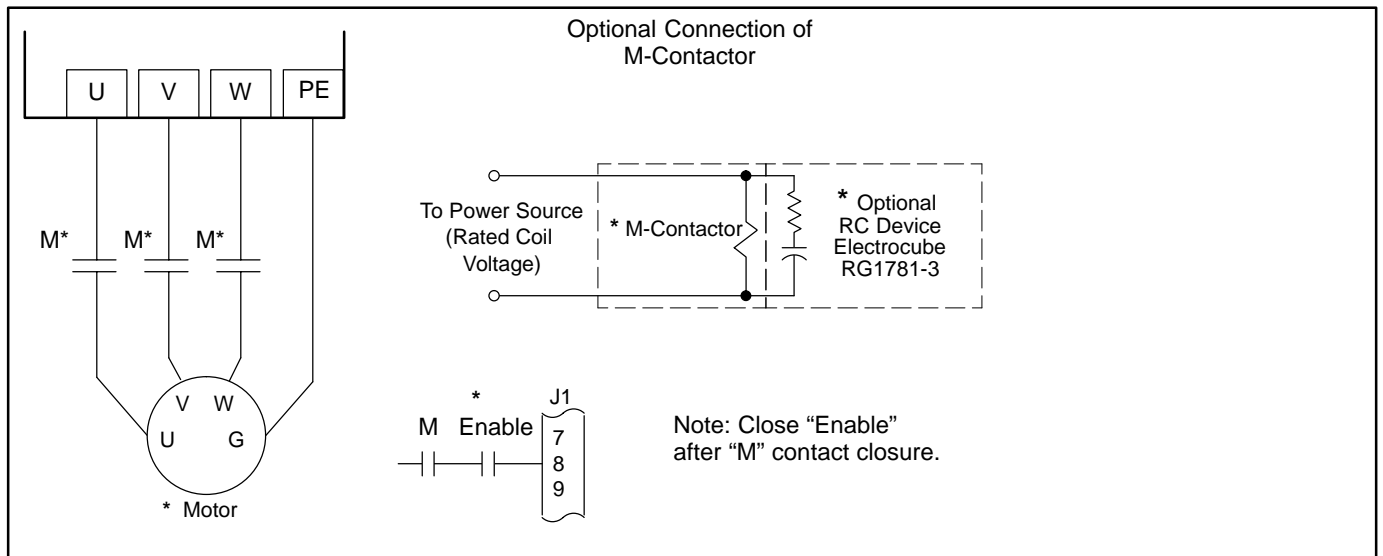 Optional Connection of
M-Contactor
U V W PE
M* M* M*
V W
U G
* Motor
To Power Source
(Rated Coil
Voltage)
* M-Contactor
* Optional
RC Device
Electrocube
RG1781-3
*
M Enable
J1
7
8
9
Note: Close “Enable”
after “M” contact closure.